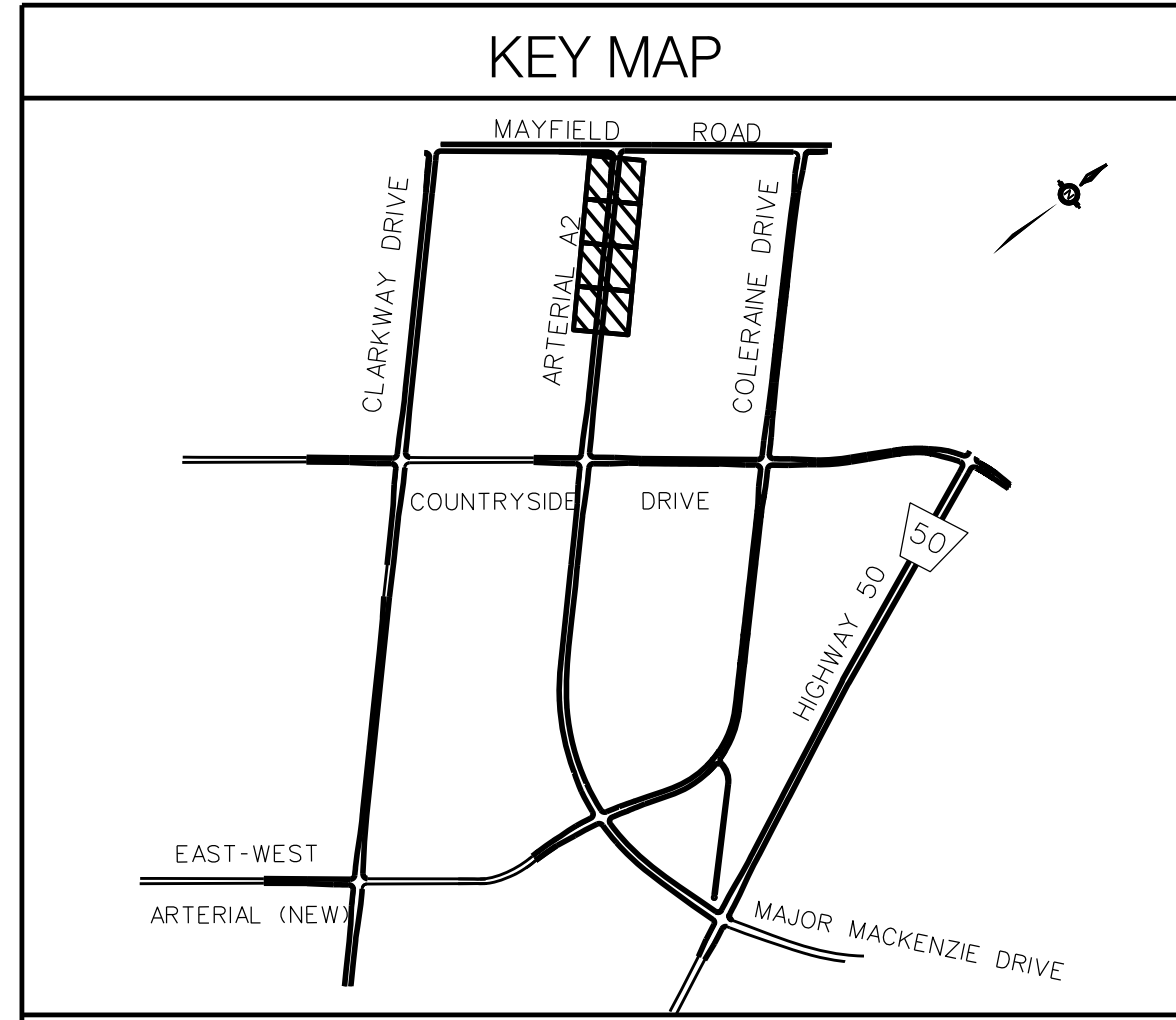 KEY MAP
MAYFIELD ROAD
N
CLARKWAY DRIVE
ARTERIAL A2
COLERAINE DRIVE
COUNTRYSIDE DRIVE
50
HIGHWAY 50
EAST-WEST
ARTERIAL (NEW)
MAJOR MACKENZIE DRIVE